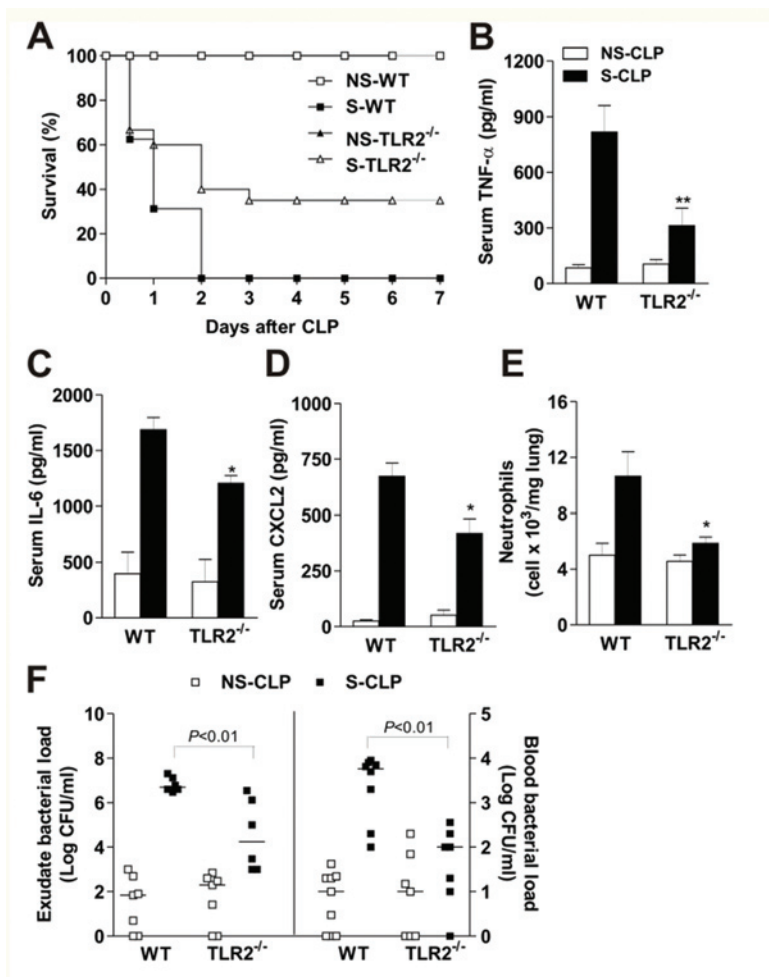 A
Survival (%)
100
80
60
40
20
0
0 1 2 3 4 5 6 7
Days after CLP
NS-WT
S-WT
NS-TLR2-/-
S-TLR2-/-
B
NS-CLP
S-CLP
Serum TNF-α (pg/ml)
1200
900
600
300
0
**
WT TLR2-/-
C
Serum IL-6 (pg/ml)
2000
1500
1000
500
0
*
WT TLR2-/-
D
Serum CXCL2 (pg/ml)
1000
750
500
250
0
*
WT TLR2-/-
E
Neutrophils
(cell x 10³/mg lung)
16
12
8
4
0
*
WT TLR2-/-
F
NS-CLP S-CLP
Exudate bacterial load
(Log CFU/ml)
10
8
6
4
2
0
P<0.01
WT TLR2-/-
P<0.01
WT TLR2-/-
5
4
3
2
1
0
Blood bacterial load
(Log CFU/ml)